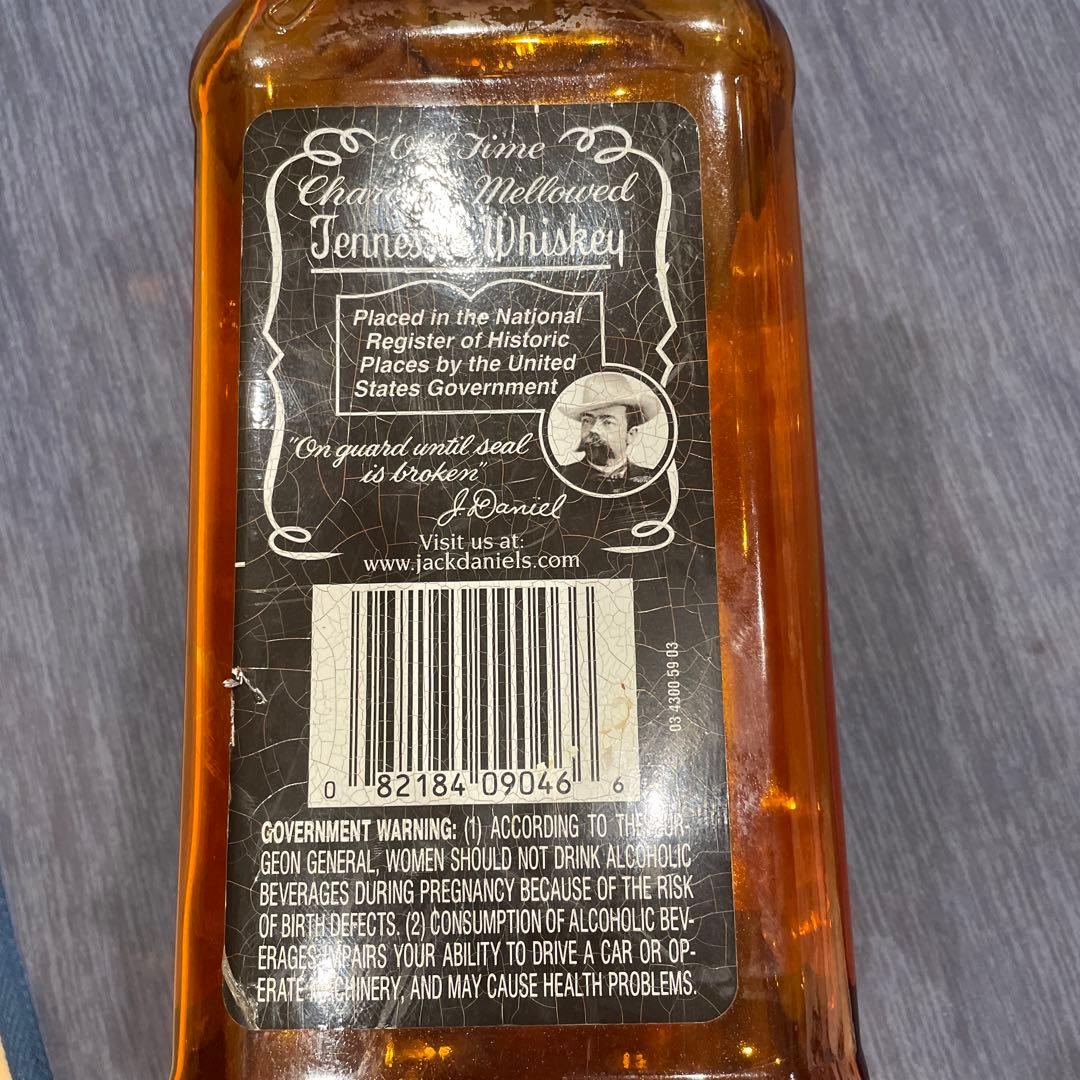 Old Time
Charcoal Mellowed
Tennessee Whiskey
Placed in the National
Register of Historic
Places by the United
States Government
"On guard until seal
is broken"
J. Daniel
Visit us at:
www.jackdaniels.com
0 82184 09046 6
03 4300 59 03
GOVERNMENT WARNING: (1) ACCORDING TO THE SUR-
GEON GENERAL, WOMEN SHOULD NOT DRINK ALCOHOLIC
BEVERAGES DURING PREGNANCY BECAUSE OF THE RISK
OF BIRTH DEFECTS. (2) CONSUMPTION OF ALCOHOLIC BEV-
ERAGES IMPAIRS YOUR ABILITY TO DRIVE A CAR OR OP-
ERATE MACHINERY, AND MAY CAUSE HEALTH PROBLEMS.